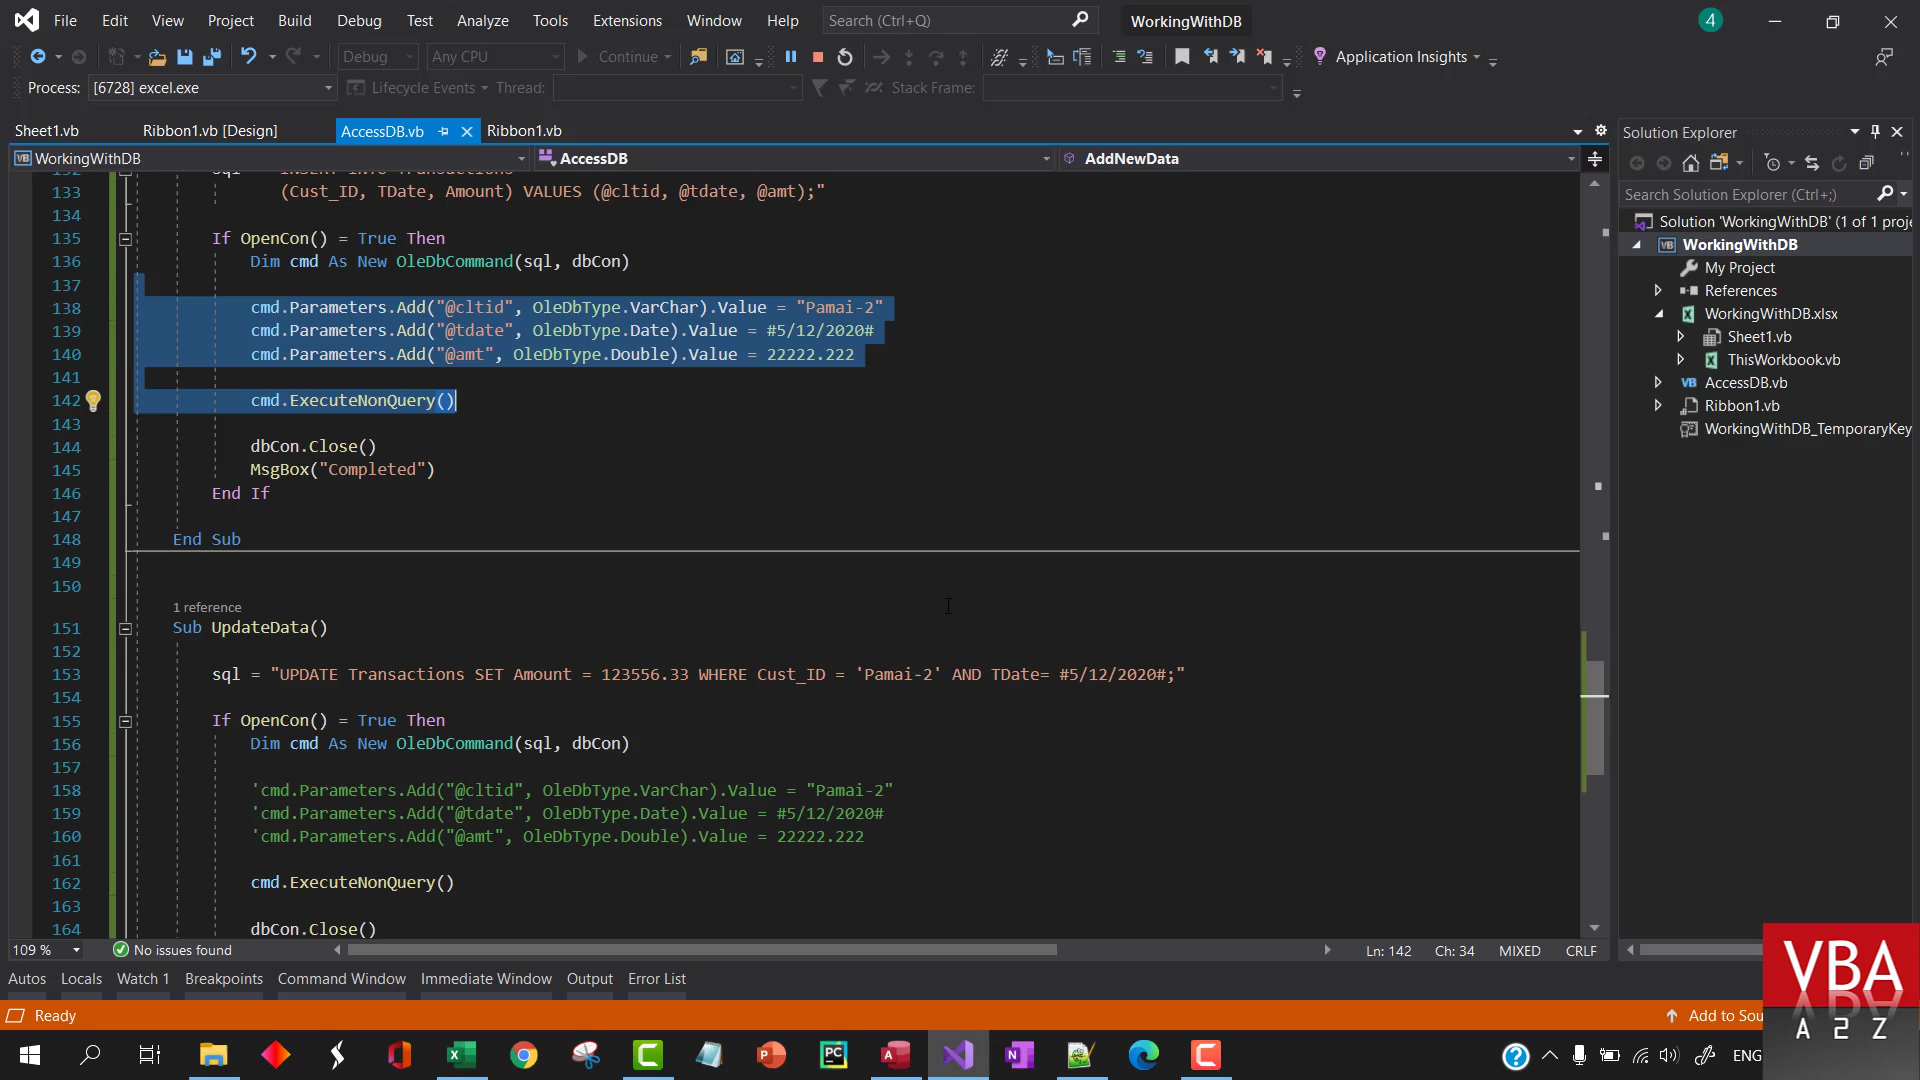 File Edit View Project Build Debug Test Analyze Tools Extensions Window Help Search (Ctrl+Q) WorkingWithDB 4
Debug Any CPU Continue Application Insights
Process: [6728] excel.exe Lifecycle Events Thread: Stack Frame:
Sheet1.vb Ribbon1.vb [Design] AccessDB.vb Ribbon1.vb
WorkingWithDB AccessDB AddNewData
133 (Cust_ID, TDate, Amount) VALUES (@cltid, @tdate, @amt);"
134
135 If OpenCon() = True Then
136 Dim cmd As New OleDbCommand(sql, dbCon)
137
138 cmd.Parameters.Add("@cltid", OleDbType.VarChar).Value = "Pamai-2"
139 cmd.Parameters.Add("@tdate", OleDbType.Date).Value = #5/12/2020#
140 cmd.Parameters.Add("@amt", OleDbType.Double).Value = 22222.222
141
142 cmd.ExecuteNonQuery()
143
144 dbCon.Close()
145 MsgBox("Completed")
146 End If
147
148 End Sub
149
150
1 reference
151 Sub UpdateData()
152
153 sql = "UPDATE Transactions SET Amount = 123556.33 WHERE Cust_ID = 'Pamai-2' AND TDate= #5/12/2020#;"
154
155 If OpenCon() = True Then
156 Dim cmd As New OleDbCommand(sql, dbCon)
157
158 'cmd.Parameters.Add("@cltid", OleDbType.VarChar).Value = "Pamai-2"
159 'cmd.Parameters.Add("@tdate", OleDbType.Date).Value = #5/12/2020#
160 'cmd.Parameters.Add("@amt", OleDbType.Double).Value = 22222.222
161
162 cmd.ExecuteNonQuery()
163
164 dbCon.Close()
109 % No issues found Ln: 142 Ch: 34 MIXED CRLF
Solution Explorer
Search Solution Explorer (Ctrl+;)
Solution 'WorkingWithDB' (1 of 1 proje
WorkingWithDB
My Project
References
WorkingWithDB.xlsx
Sheet1.vb
ThisWorkbook.vb
AccessDB.vb
Ribbon1.vb
WorkingWithDB_TemporaryKey
Autos Locals Watch 1 Breakpoints Command Window Immediate Window Output Error List
Ready Add to Sou
VBA
A 2 Z
ENG